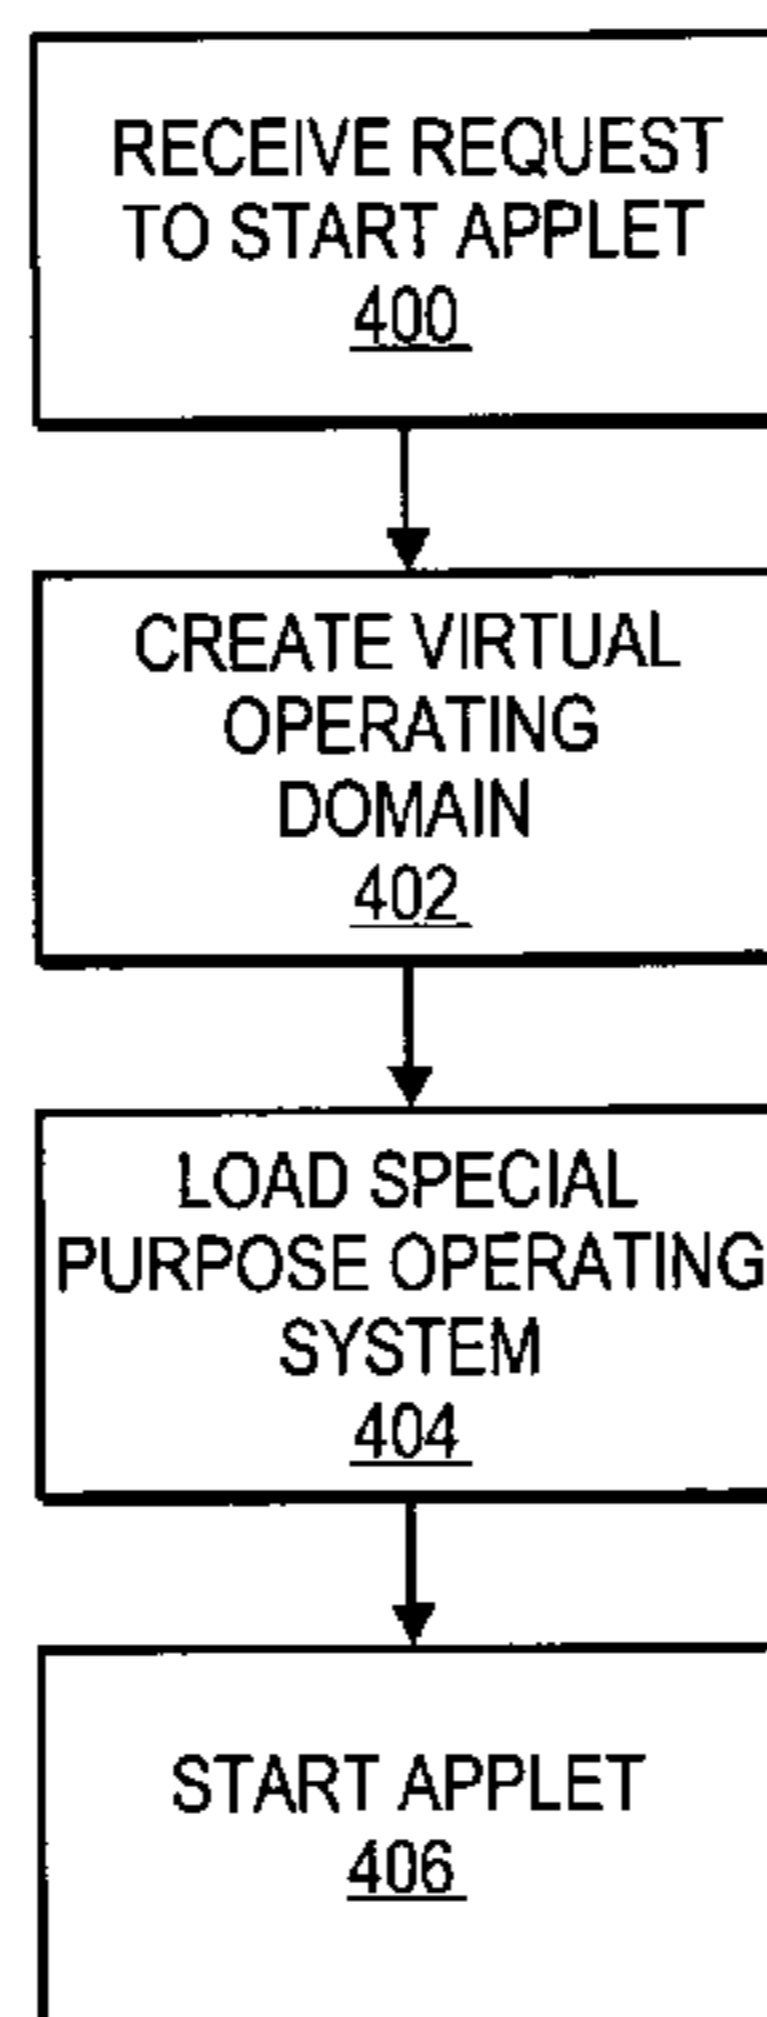 RECEIVE REQUEST
TO START APPLET
400
CREATE VIRTUAL
OPERATING
DOMAIN
402
LOAD SPECIAL
PURPOSE OPERATING
SYSTEM
404
START APPLET
406